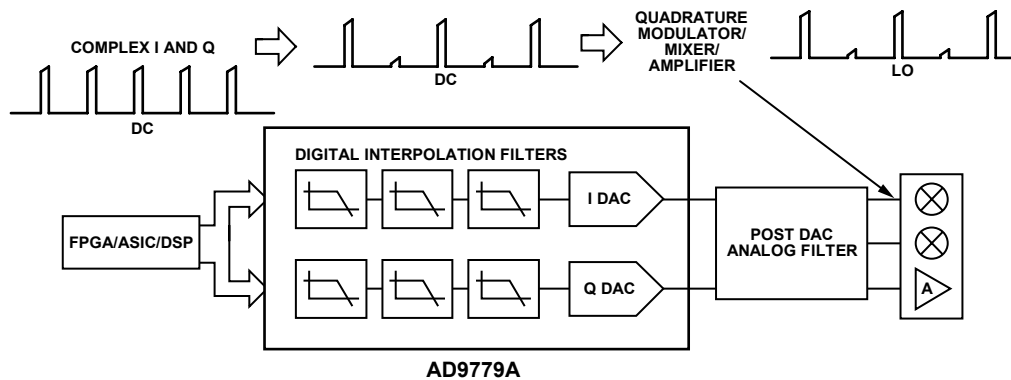 COMPLEX I AND Q
DC
DC
QUADRATURE
MODULATOR/
MIXER/
AMPLIFIER
LO
DIGITAL INTERPOLATION FILTERS
FPGA/ASIC/DSP
I DAC
Q DAC
POST DAC
ANALOG FILTER
A
AD9779A